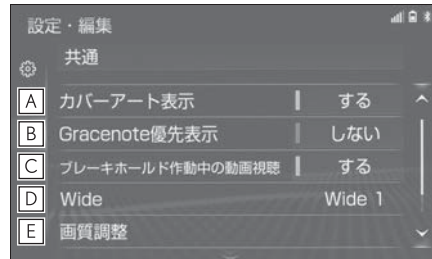 設定・編集
共通
A カバーアート表示 する
B Gracenote優先表示 しない
C ブレーキホールド作動中の動画視聴 する
D Wide Wide 1
E 画質調整